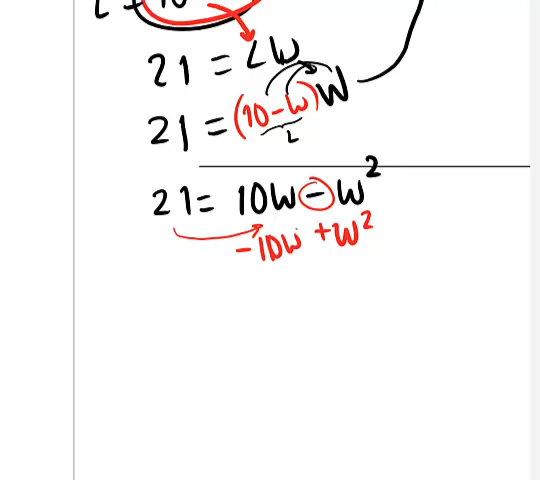 21 = LW
21 = (10-W)W
L
21 = 10W - W²
-10W + W²